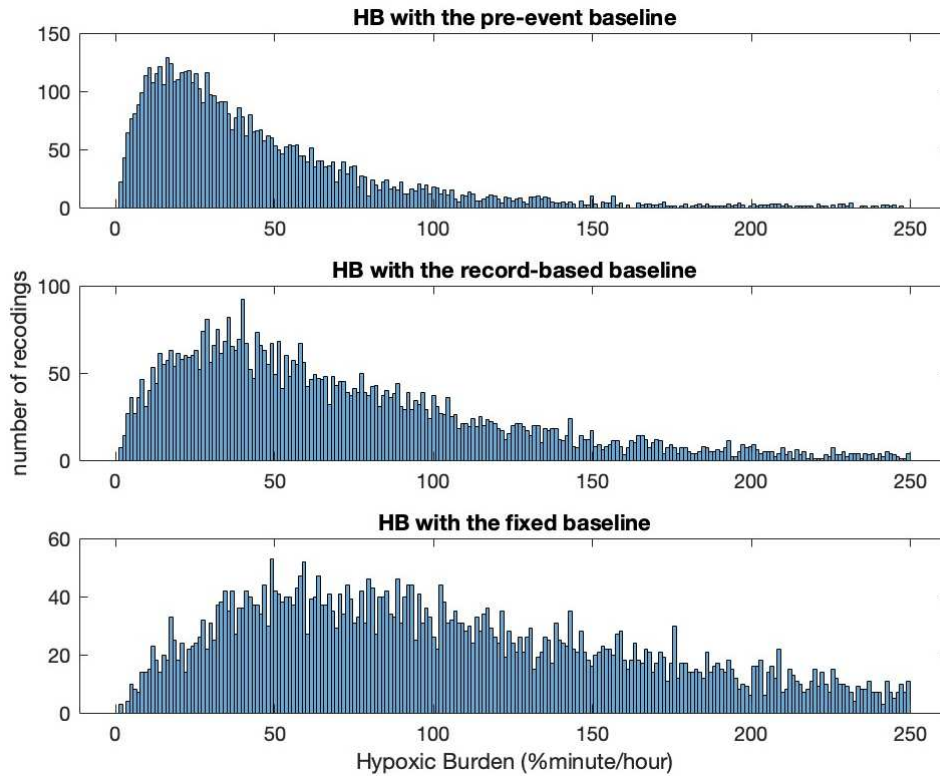 HB with the pre-event baseline
150
100
50
0
0 50 100 150 200 250
HB with the record-based baseline
100
50
0
0 50 100 150 200 250
number of recodings
HB with the fixed baseline
60
40
20
0
0 50 100 150 200 250
Hypoxic Burden (%minute/hour)